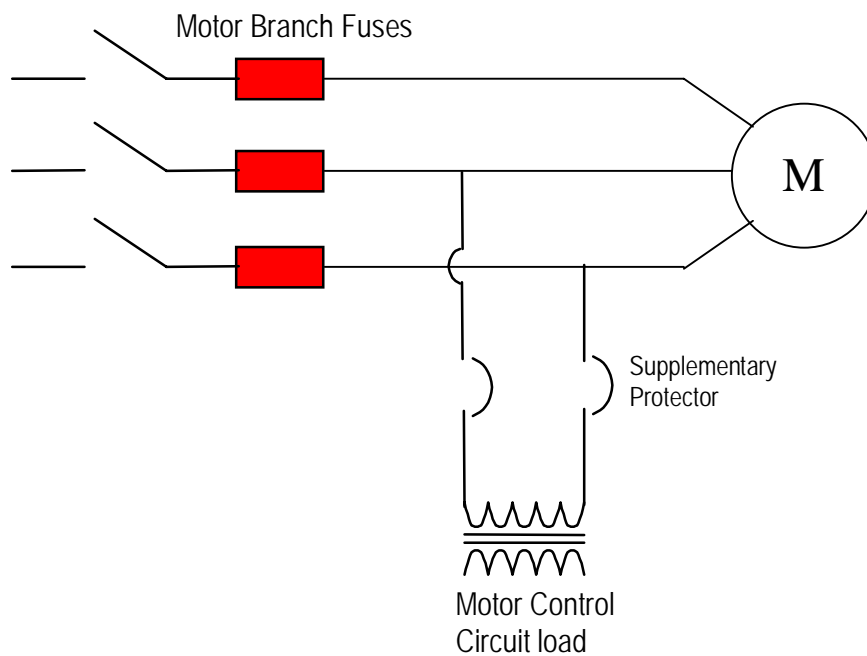 Motor Branch Fuses
M
Supplementary
Protector
Motor Control
Circuit load